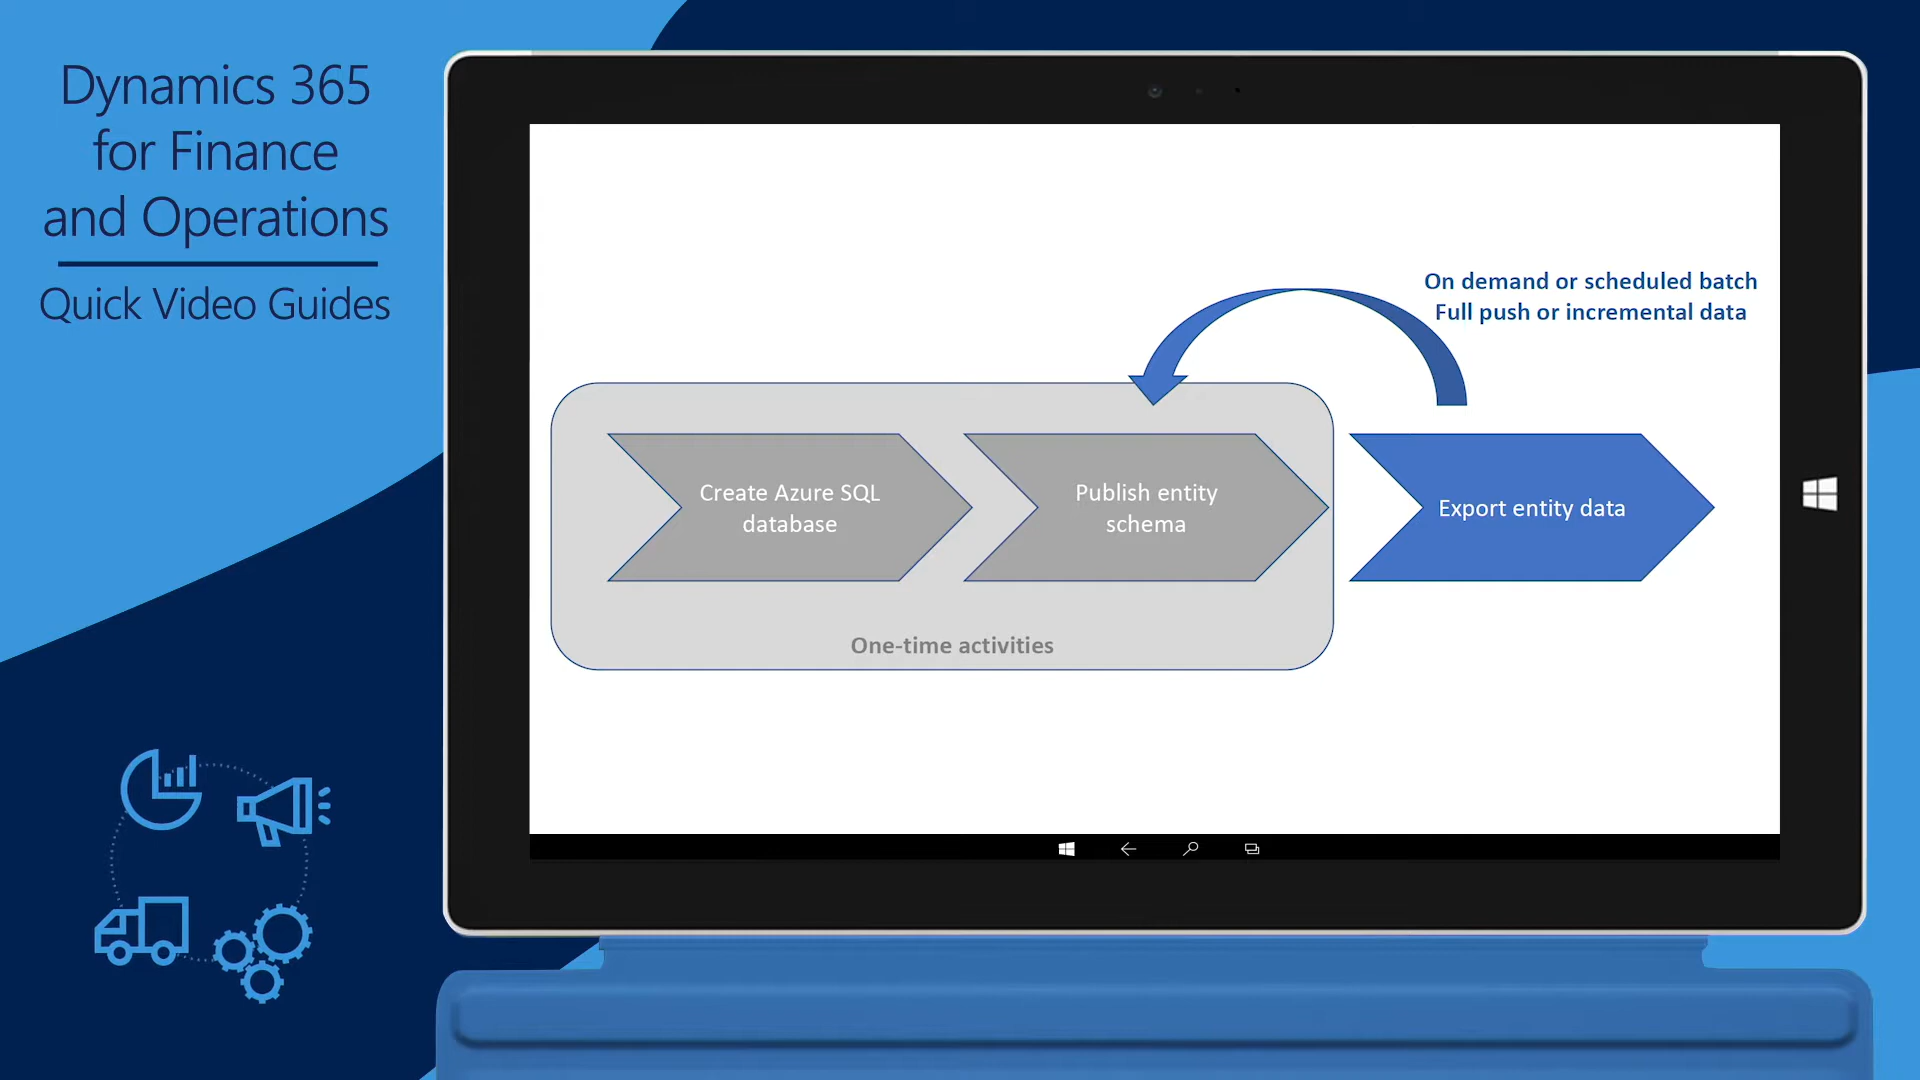 Dynamics 365
for Finance
and Operations
Quick Video Guides
On demand or scheduled batch
Full push or incremental data
Create Azure SQL
database
Publish entity
schema
Export entity data
One-time activities